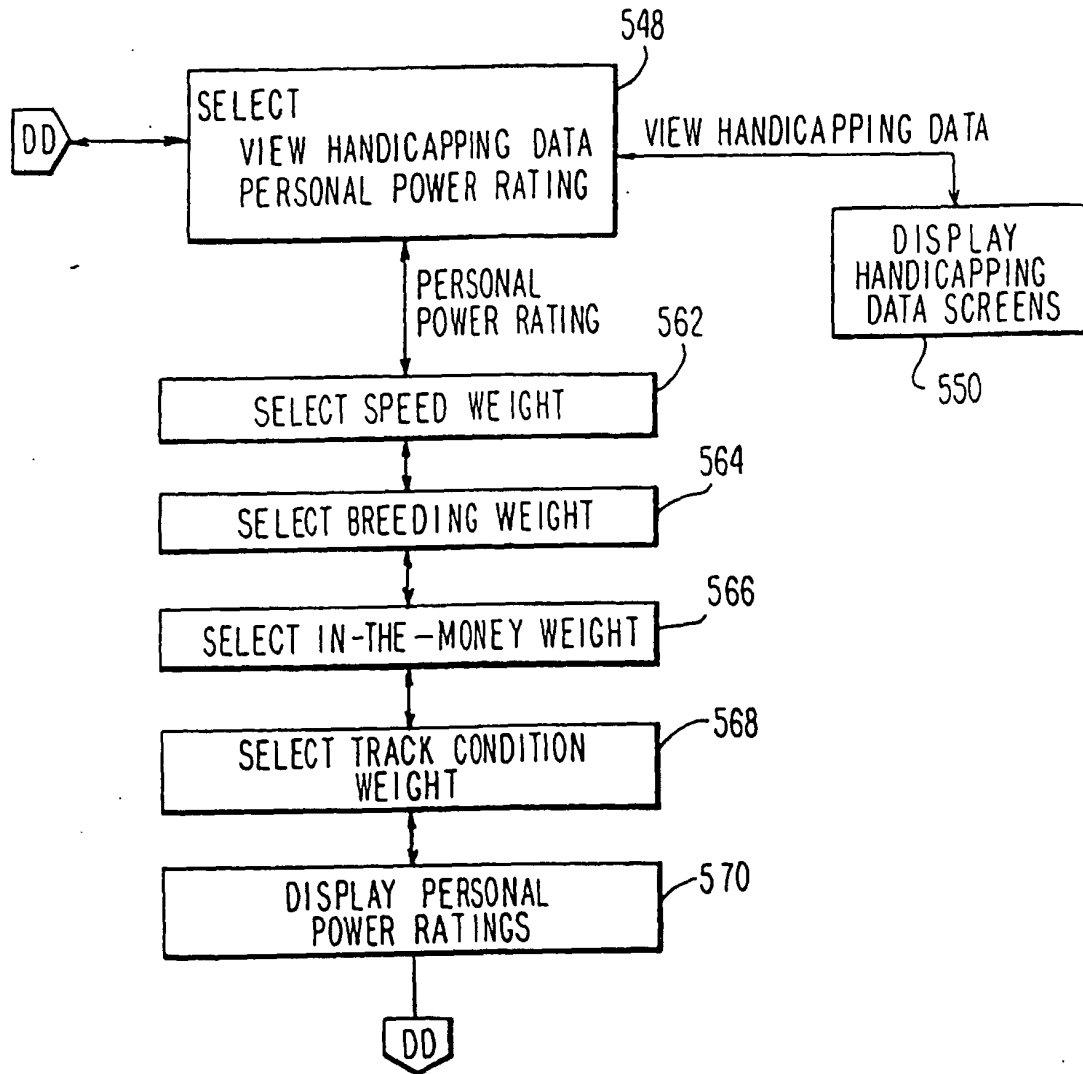 548
DD
SELECT
VIEW HANDICAPPING DATA
PERSONAL POWER RATING
VIEW HANDICAPPING DATA
DISPLAY
HANDICAPPING
DATA SCREENS
550
PERSONAL
POWER RATING
562
SELECT SPEED WEIGHT
564
SELECT BREEDING WEIGHT
566
SELECT IN-THE-MONEY WEIGHT
568
SELECT TRACK CONDITION
WEIGHT
570
DISPLAY PERSONAL
POWER RATINGS
DD